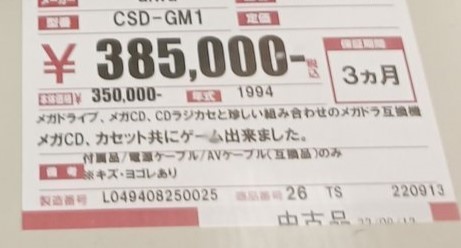 型番 CSD-GM1 定価
¥385,000-税込
保証期間
3ヵ月
本体価格¥ 350,000- 年式 1994
メガドライブ、メガCD、CDラジカセと珍しい組み合わせのメガドラ互換機
メガCD、カセット共にゲーム出来ました。
付属品/電源ケーブル/AVケーブル(互換品)のみ
備考 ※キズ・ヨゴレあり
製造番号 L049408250025 商品番号 26 TS 220913
中古品